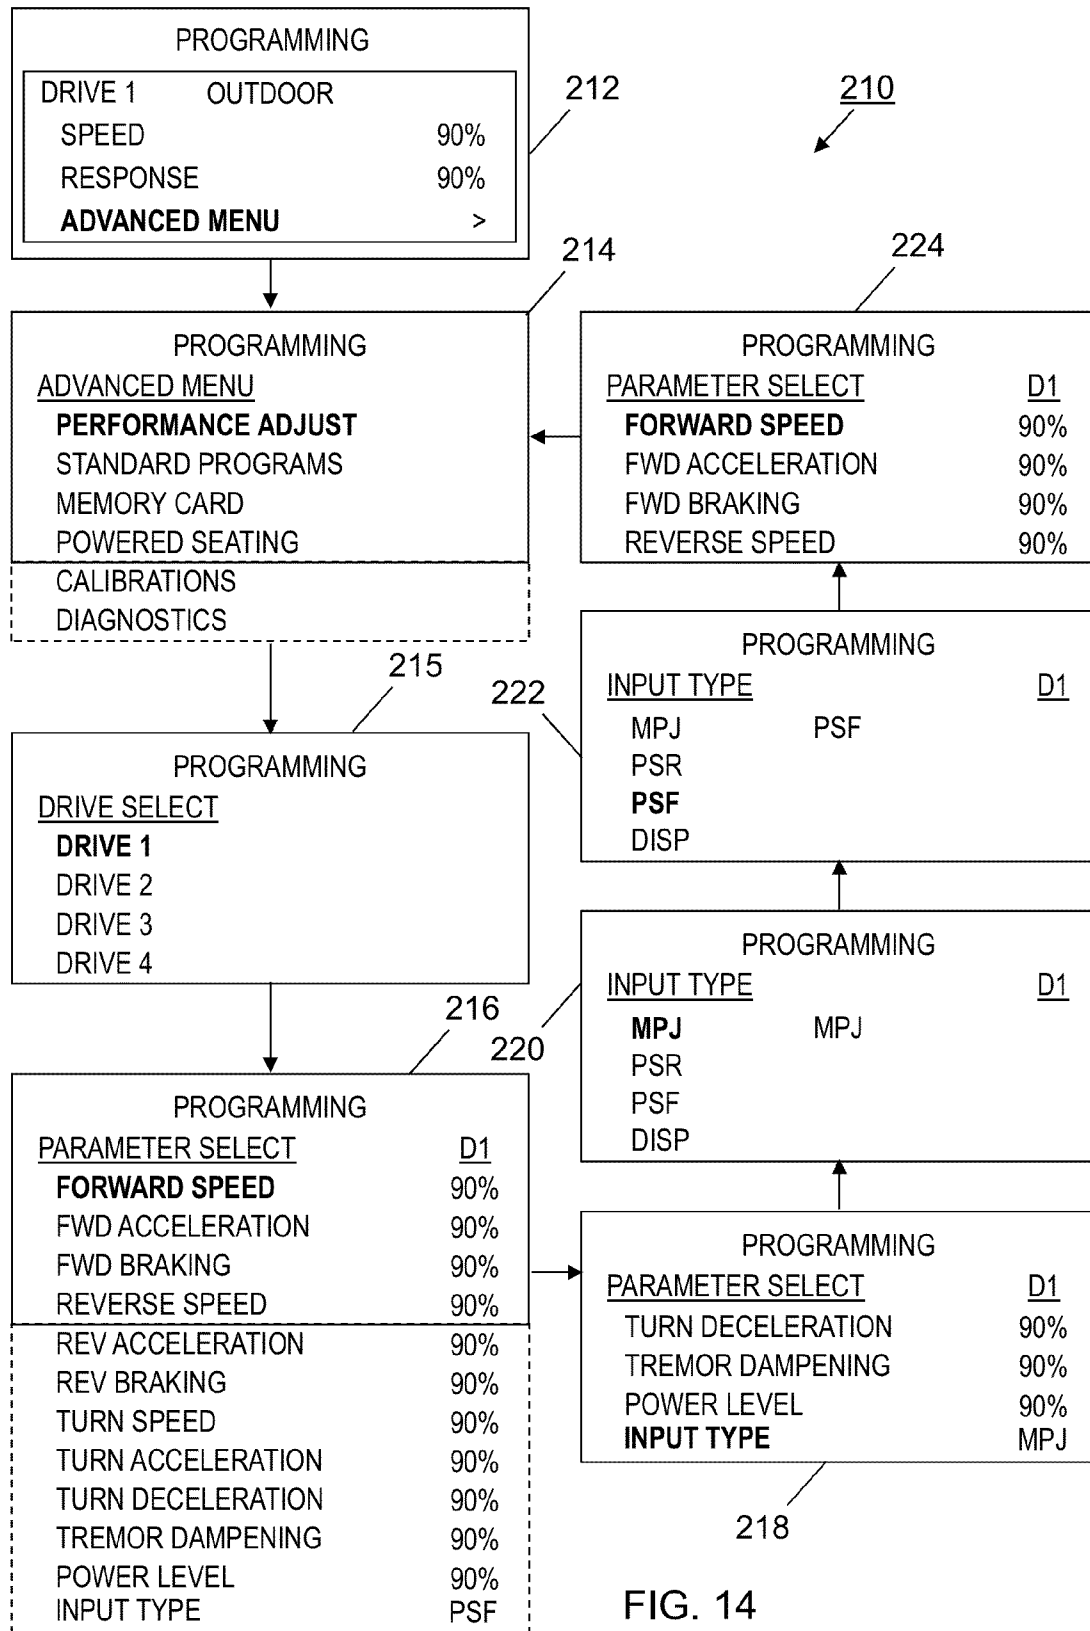 PROGRAMMING
DRIVE 1 OUTDOOR
SPEED 90%
RESPONSE 90%
ADVANCED MENU >
212
210
214
PROGRAMMING
ADVANCED MENU
PERFORMANCE ADJUST
STANDARD PROGRAMS
MEMORY CARD
POWERED SEATING
CALIBRATIONS
DIAGNOSTICS
215
PROGRAMMING
DRIVE SELECT
DRIVE 1
DRIVE 2
DRIVE 3
DRIVE 4
216
PROGRAMMING
PARAMETER SELECT D1
FORWARD SPEED 90%
FWD ACCELERATION 90%
FWD BRAKING 90%
REVERSE SPEED 90%
REV ACCELERATION 90%
REV BRAKING 90%
TURN SPEED 90%
TURN ACCELERATION 90%
TURN DECELERATION 90%
TREMOR DAMPENING 90%
POWER LEVEL 90%
INPUT TYPE PSF
224
PROGRAMMING
PARAMETER SELECT D1
FORWARD SPEED 90%
FWD ACCELERATION 90%
FWD BRAKING 90%
REVERSE SPEED 90%
222
PROGRAMMING
INPUT TYPE D1
MPJ PSF
PSR
PSF
DISP
220
PROGRAMMING
INPUT TYPE D1
MPJ MPJ
PSR
PSF
DISP
PROGRAMMING
PARAMETER SELECT D1
TURN DECELERATION 90%
TREMOR DAMPENING 90%
POWER LEVEL 90%
INPUT TYPE MPJ
218
FIG. 14